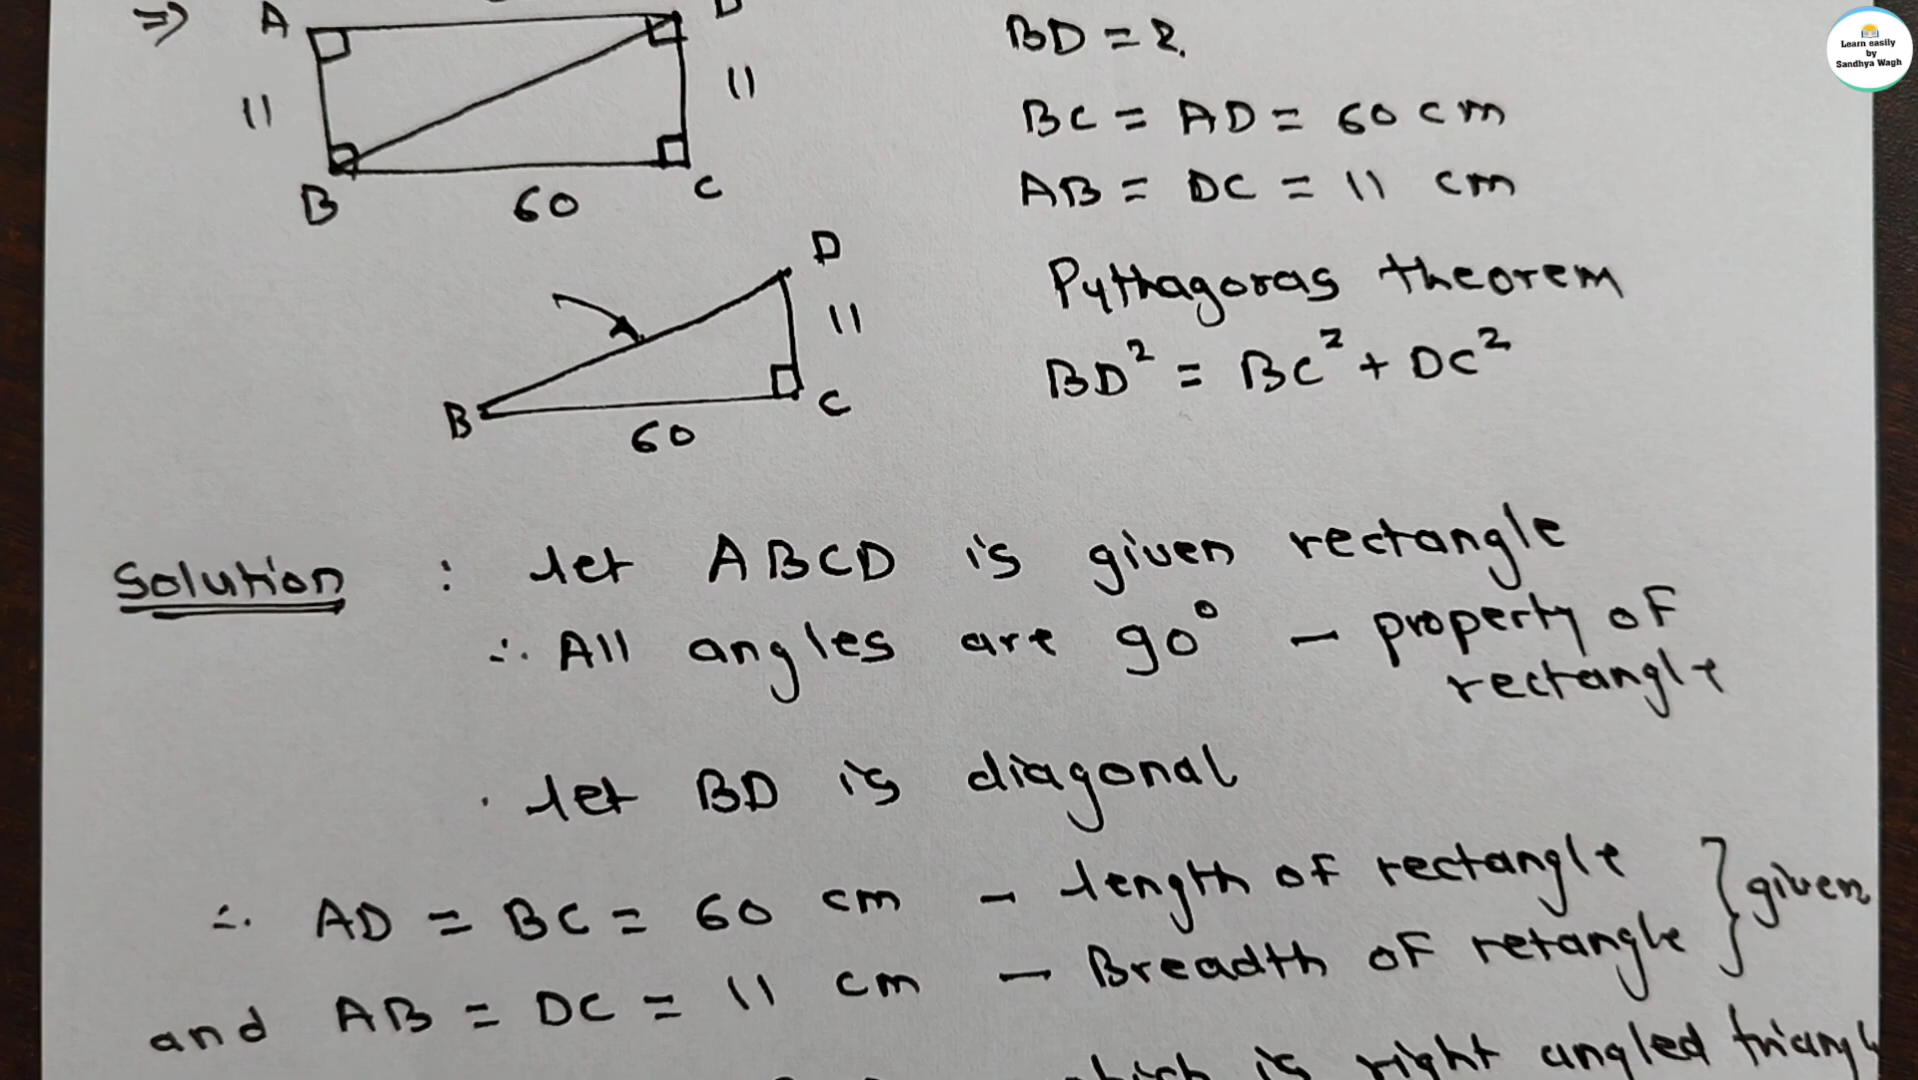 ⇒ A D
11 11
B 60 C
BD = ?
BC = AD = 60 cm
AB = DC = 11 cm
D
11
B 60 C
Pythagoras theorem
BD² = BC² + DC²
Solution : let ABCD is given rectangle
∴ All angles are 90° - property of
rectangle
let BD is diagonal
∴ AD = BC = 60 cm - length of rectangle
and AB = DC = 11 cm - Breadth of retangle } given
is right angled
Learn easily
by
Sandhya Wagh